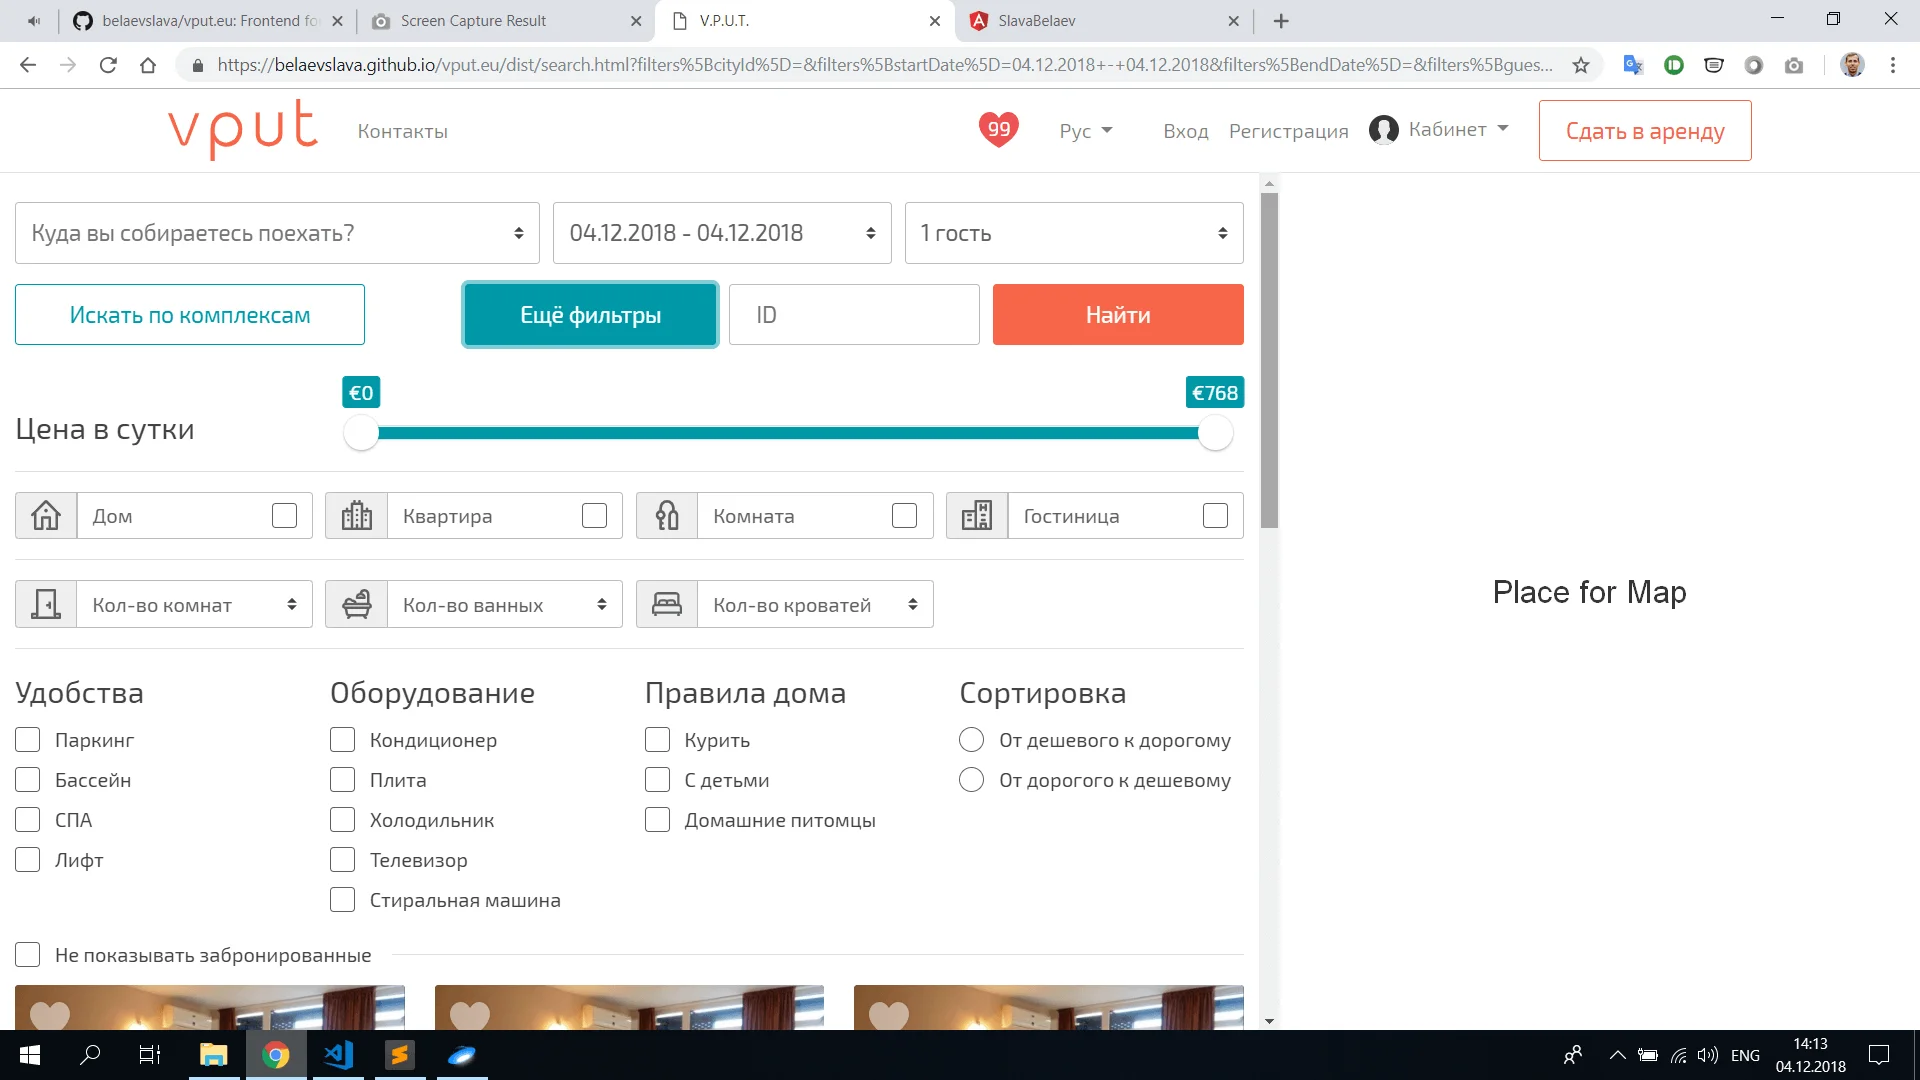 belaevslava/vput.eu: Frontend fo
Screen Capture Result
V.P.U.T.
SlavaBelaev
https://belaevslava.github.io/vput.eu/dist/search.html?filters%5BcityId%5D=&filters%5BstartDate%5D=04.12.2018+-+04.12.2018&filters%5BendDate%5D=&filters%5Bgues...
vput
Контакты
99
Рус
Вход
Регистрация
Кабинет
Сдать в аренду
Куда вы собираетесь поехать?
04.12.2018 - 04.12.2018
1 гость
Искать по комплексам
Ещё фильтры
ID
Найти
€0
€768
Цена в сутки
Дом
Квартира
Комната
Гостиница
Place for Map
Кол-во комнат
Кол-во ванных
Кол-во кроватей
Удобства
Паркинг
Бассейн
СПА
Лифт
Оборудование
Кондиционер
Плита
Холодильник
Телевизор
Стиральная машина
Правила дома
Курить
С детьми
Домашние питомцы
Сортировка
От дешевого к дорогому
От дорогого к дешевому
Не показывать забронированные
ENG
14:13
04.12.2018